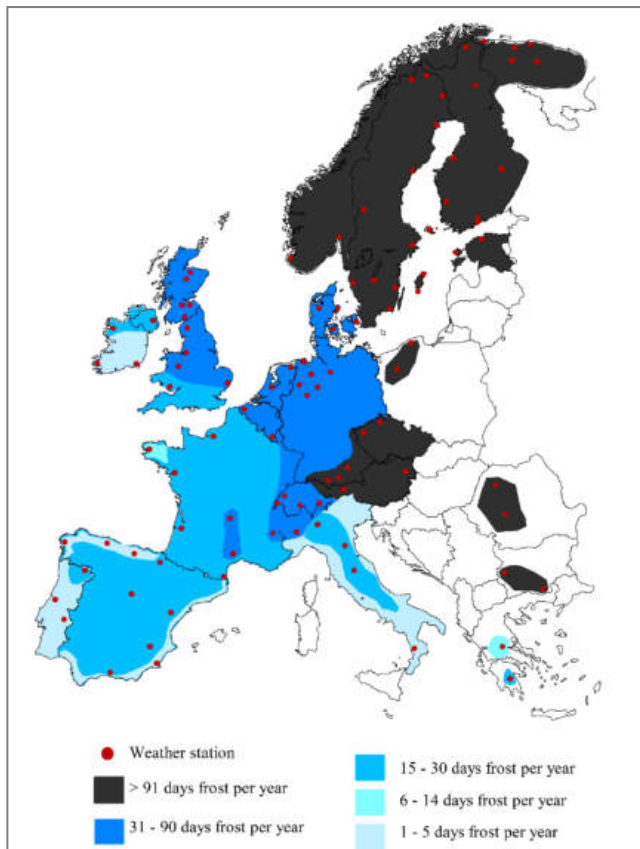 Weather station
> 91 days frost per year
31 - 90 days frost per year
15 - 30 days frost per year
6 - 14 days frost per year
1 - 5 days frost per year